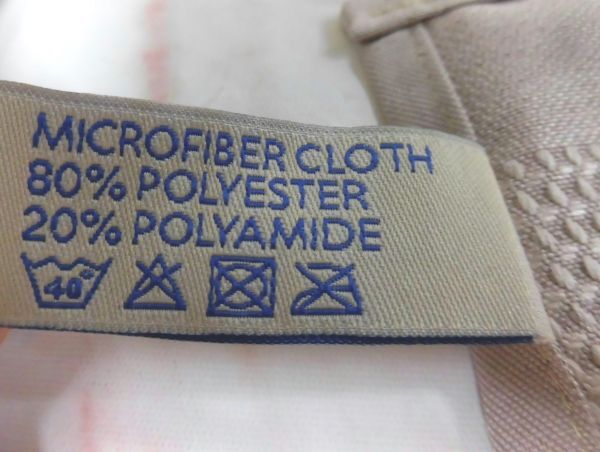 MICROFIBER CLOTH
80% POLYESTER
20% POLYAMIDE
40°